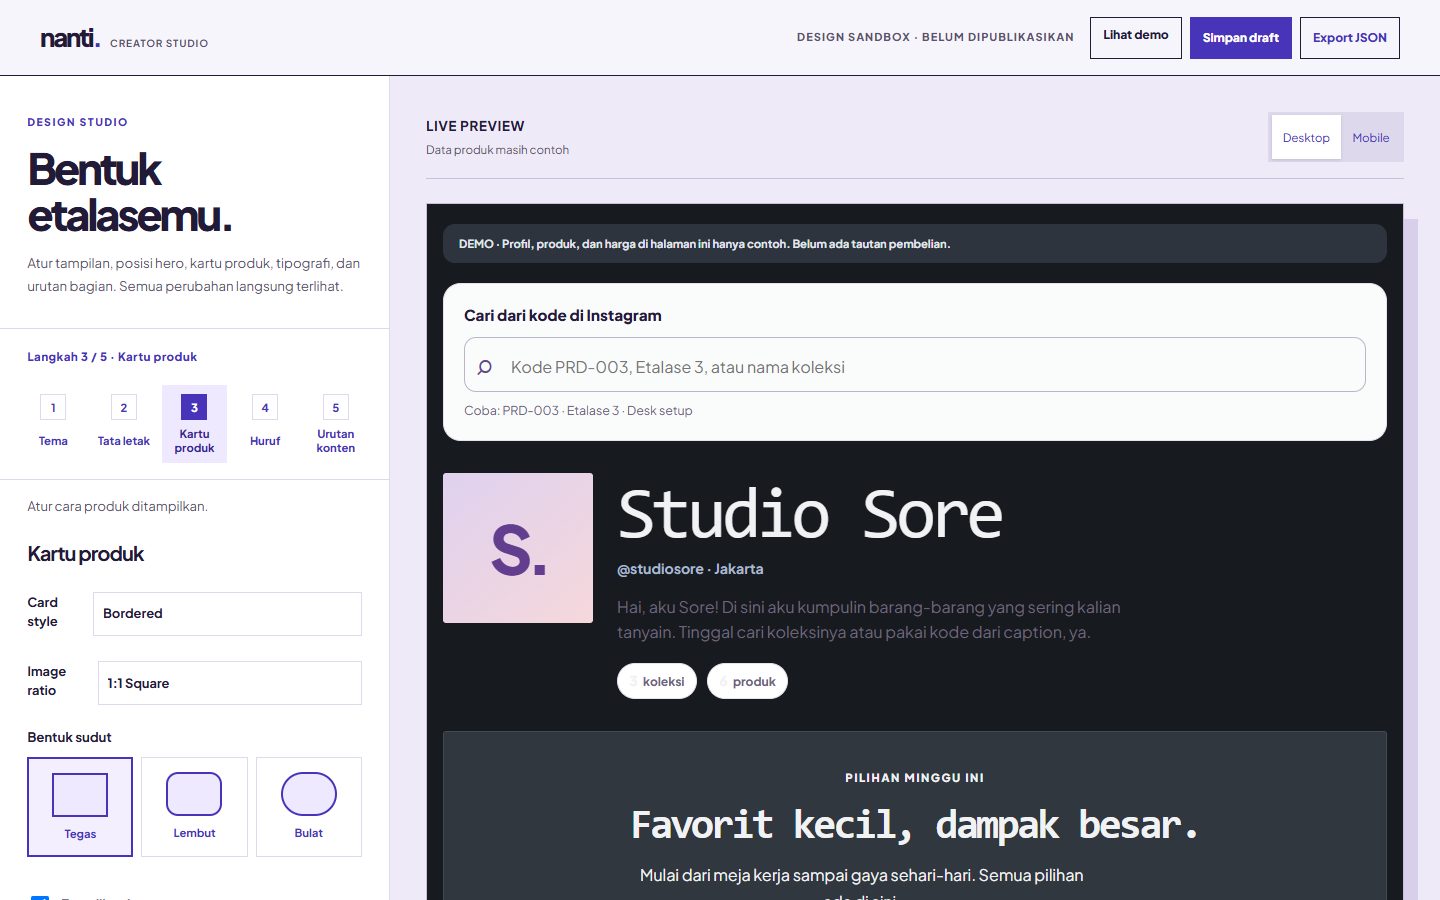 nanti. CREATOR STUDIO
DESIGN SANDBOX · BELUM DIPUBLIKASIKAN
Lihat demo
Simpan draft
Export JSON
DESIGN STUDIO
Bentuk
etalasemu.
Atur tampilan, posisi hero, kartu produk, tipografi, dan
urutan bagian. Semua perubahan langsung terlihat.
Langkah 3 / 5 · Kartu produk
1
Tema
2
Tata letak
3
Kartu
produk
4
Huruf
5
Urutan
konten
Atur cara produk ditampilkan.
Kartu produk
Card
style
Bordered
Image
ratio
1:1 Square
Bentuk sudut
Tegas
Lembut
Bulat
LIVE PREVIEW
Data produk masih contoh
Desktop
Mobile
DEMO · Profil, produk, dan harga di halaman ini hanya contoh. Belum ada tautan pembelian.
Cari dari kode di Instagram
Kode PRD-003, Etalase 3, atau nama koleksi
Coba: PRD-003 · Etalase 3 · Desk setup
S.
Studio Sore
@studiosore · Jakarta
Hai, aku Sore! Di sini aku kumpulin barang-barang yang sering kalian
tanyain. Tinggal cari koleksinya atau pakai kode dari caption, ya.
3 koleksi
6 produk
PILIHAN MINGGU INI
Favorit kecil, dampak besar.
Mulai dari meja kerja sampai gaya sehari-hari. Semua pilihan
ada di sini.